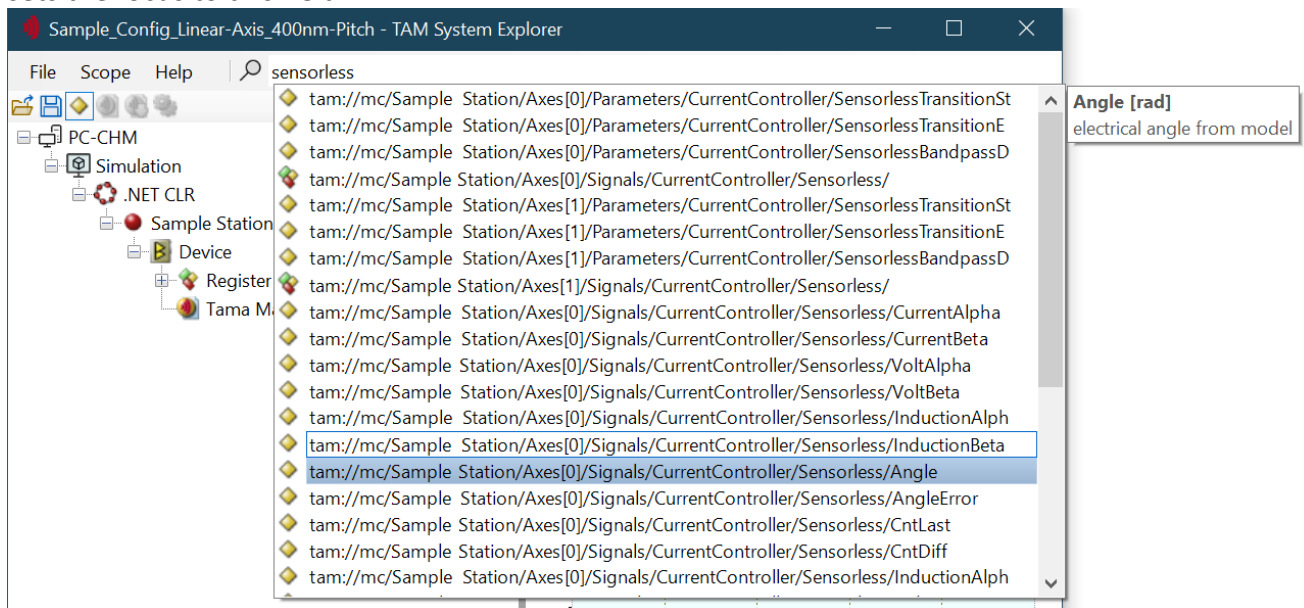 Sample_Config_Linear-Axis_400nm-Pitch - TAM System Explorer
File Scope Help sensorless
PC-CHM
Simulation
.NET CLR
Sample Station
Device
Register
Tama Ma
tam://mc/Sample Station/Axes[0]/Parameters/CurrentController/SensorlessTransitionSt
tam://mc/Sample Station/Axes[0]/Parameters/CurrentController/SensorlessTransitionE
tam://mc/Sample Station/Axes[0]/Parameters/CurrentController/SensorlessBandpassD
tam://mc/Sample Station/Axes[0]/Signals/CurrentController/Sensorless/
tam://mc/Sample Station/Axes[1]/Parameters/CurrentController/SensorlessTransitionSt
tam://mc/Sample Station/Axes[1]/Parameters/CurrentController/SensorlessTransitionE
tam://mc/Sample Station/Axes[1]/Parameters/CurrentController/SensorlessBandpassD
tam://mc/Sample Station/Axes[1]/Signals/CurrentController/Sensorless/
tam://mc/Sample Station/Axes[0]/Signals/CurrentController/Sensorless/CurrentAlpha
tam://mc/Sample Station/Axes[0]/Signals/CurrentController/Sensorless/CurrentBeta
tam://mc/Sample Station/Axes[0]/Signals/CurrentController/Sensorless/VoltAlpha
tam://mc/Sample Station/Axes[0]/Signals/CurrentController/Sensorless/VoltBeta
tam://mc/Sample Station/Axes[0]/Signals/CurrentController/Sensorless/InductionAlph
tam://mc/Sample Station/Axes[0]/Signals/CurrentController/Sensorless/InductionBeta
tam://mc/Sample Station/Axes[0]/Signals/CurrentController/Sensorless/Angle
tam://mc/Sample Station/Axes[0]/Signals/CurrentController/Sensorless/AngleError
tam://mc/Sample Station/Axes[0]/Signals/CurrentController/Sensorless/CntLast
tam://mc/Sample Station/Axes[0]/Signals/CurrentController/Sensorless/CntDiff
tam://mc/Sample Station/Axes[0]/Signals/CurrentController/Sensorless/InductionAlph
Angle [rad]
electrical angle from model